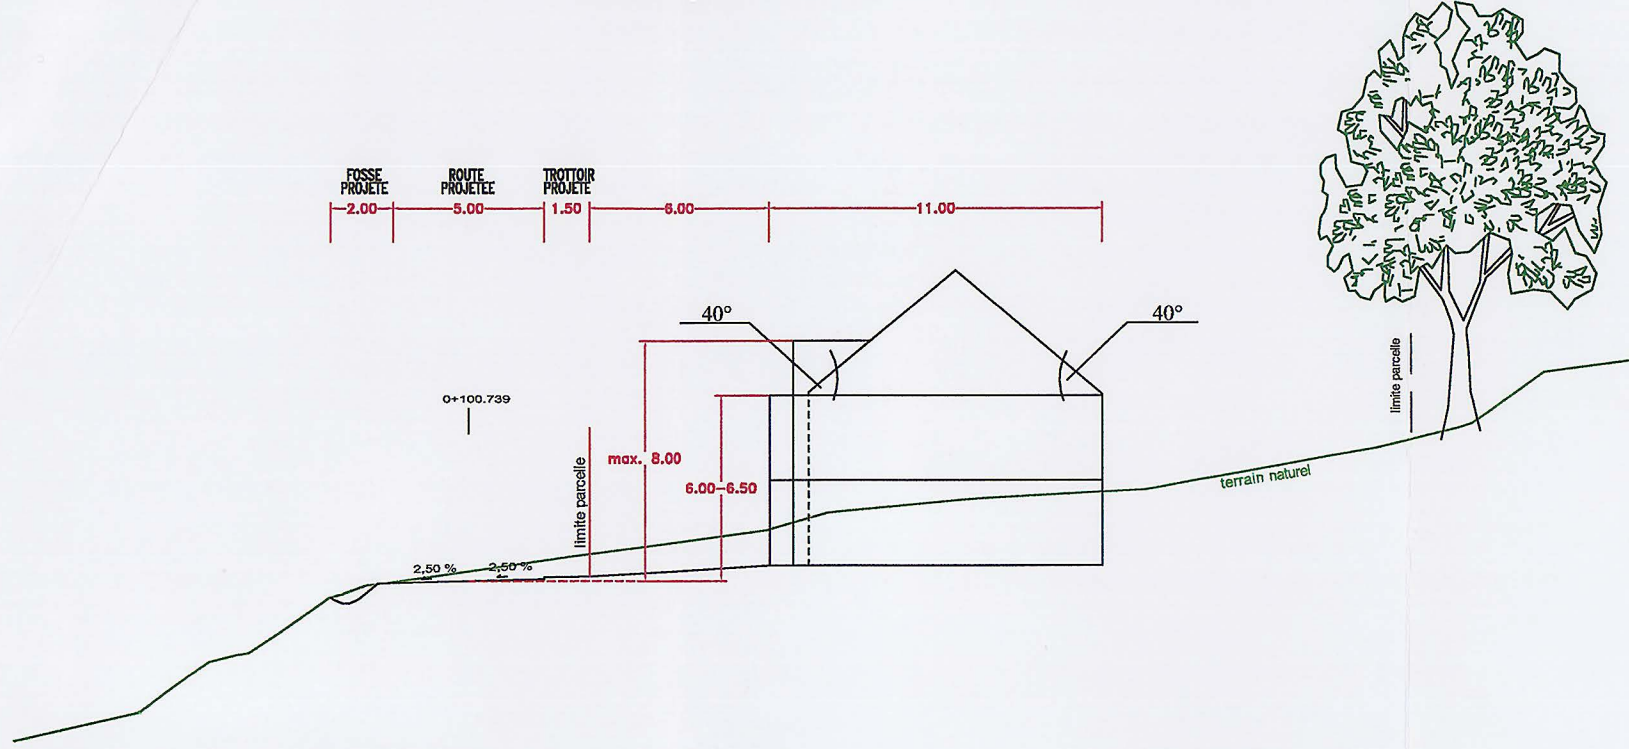 FOSSE
PROJETE
ROUTE
PROJETEE
TROTTOIR
PROJETE
2.00
5.00
1.50
6.00
11.00
40°
40°
0+100.739
limite parcelle
max. 8.00
6.00-6.50
limite parcelle
terrain naturel
2,50 %
2,50 %